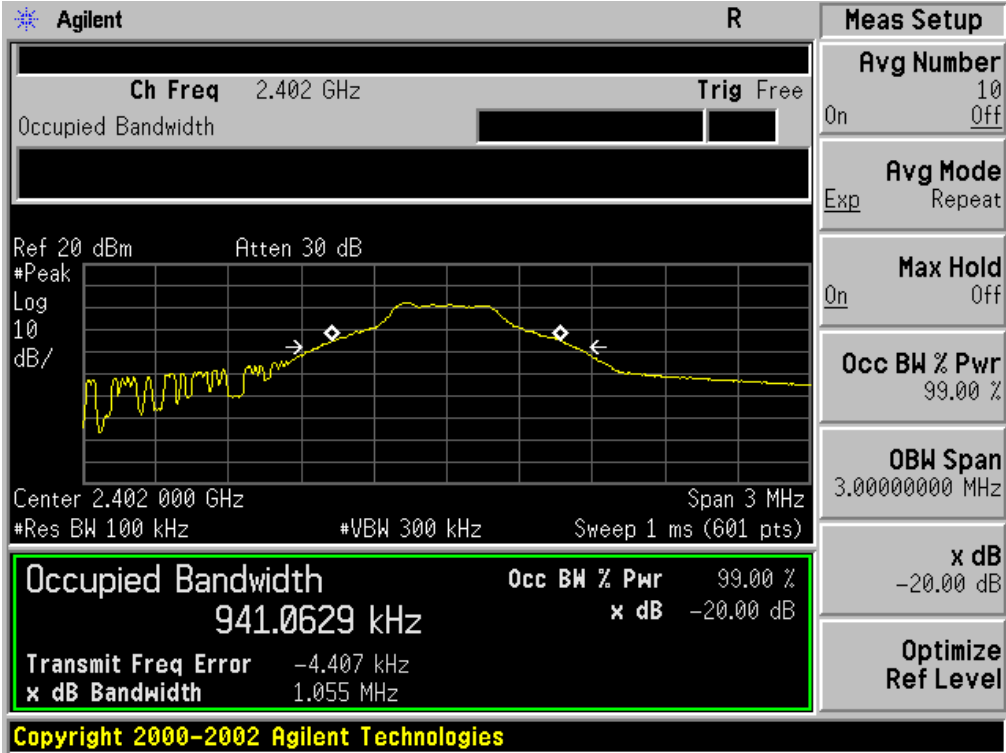 Agilent R Meas Setup
Ch Freq 2.402 GHz Trig Free
Occupied Bandwidth
Avg Number
10
On Off
Avg Mode
Exp Repeat
Ref 20 dBm Atten 30 dB
#Peak
Log
10
dB/
Max Hold
On Off
Occ BW % Pwr
99.00 %
OBW Span
3.00000000 MHz
Center 2.402 000 GHz Span 3 MHz
#Res BW 100 kHz #VBW 300 kHz Sweep 1 ms (601 pts)
x dB
-20.00 dB
Occupied Bandwidth Occ BW % Pwr 99.00 %
941.0629 kHz x dB -20.00 dB
Transmit Freq Error -4.407 kHz
x dB Bandwidth 1.055 MHz
Optimize
Ref Level
Copyright 2000-2002 Agilent Technologies